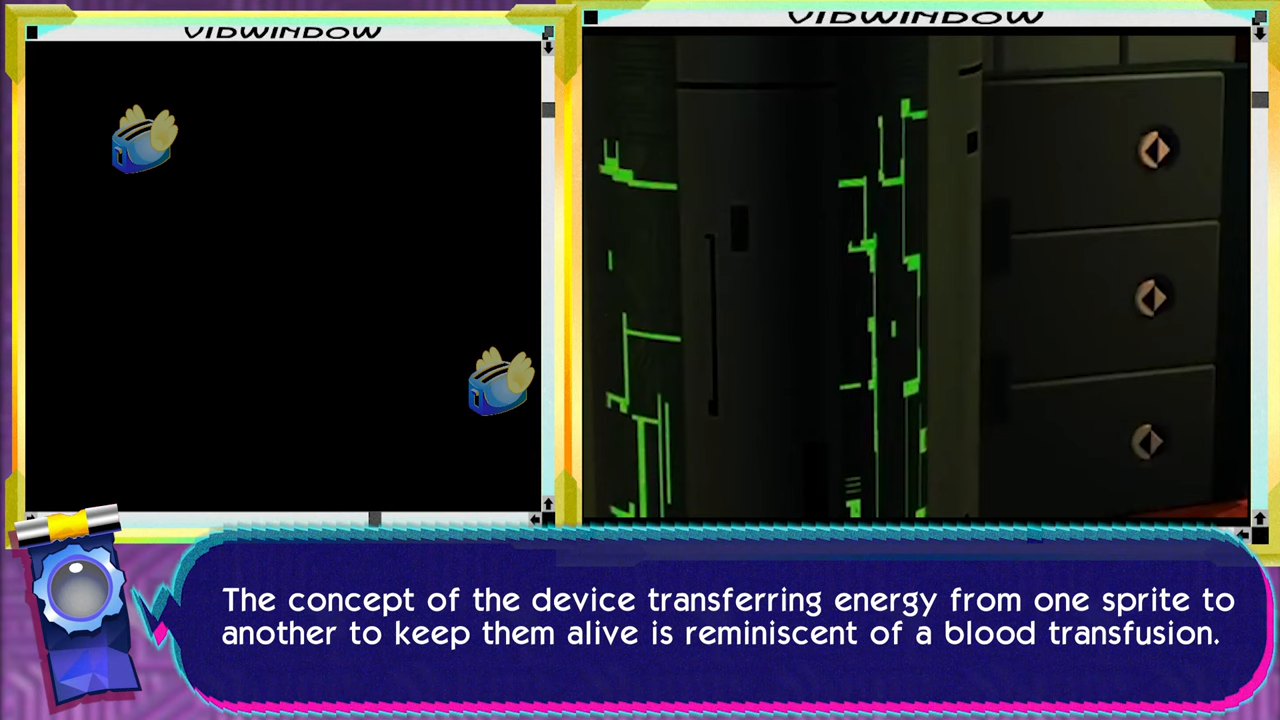 VIDWINDOW
VIDWINDOW
The concept of the device transferring energy from one sprite to
another to keep them alive is reminiscent of a blood transfusion.